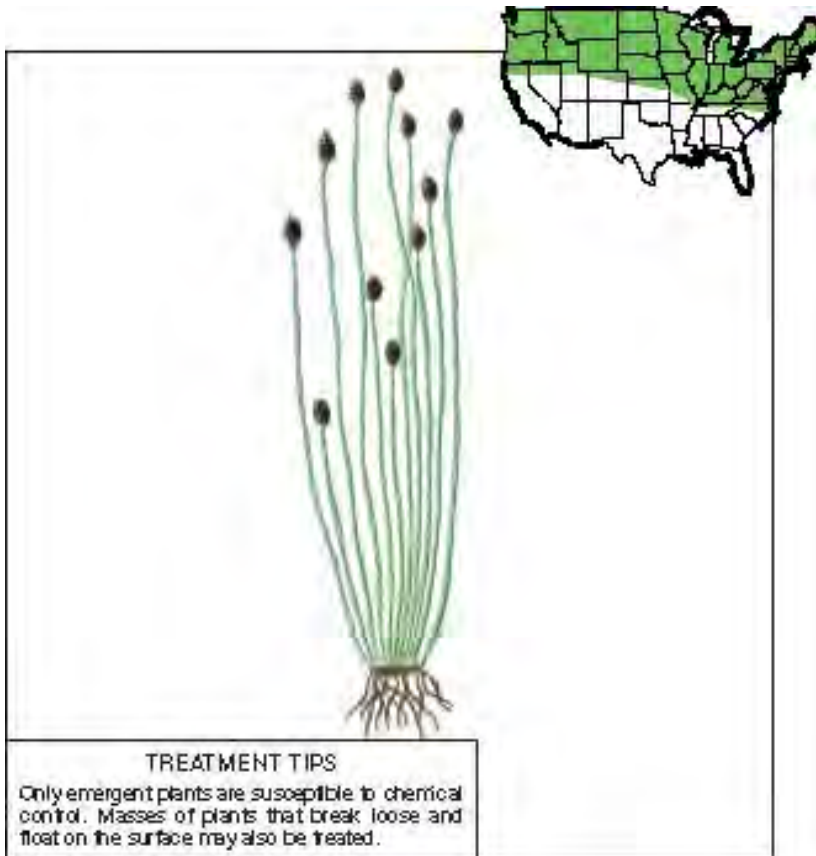 TREATMENT TIPS
Only emergent plants are susceptible to chemical
control. Masses of plants that break loose and
float on the surface may also be treated.